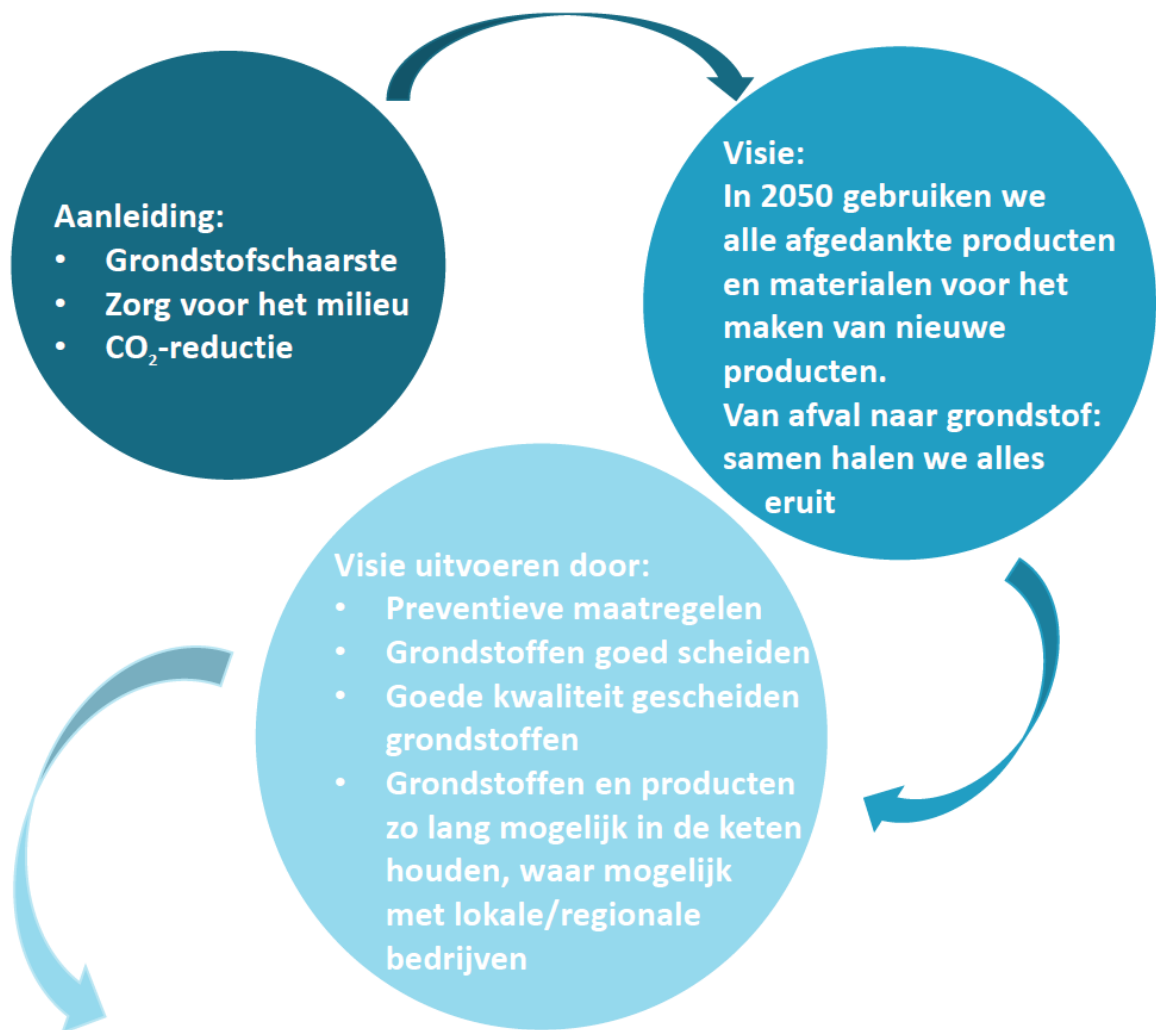 Aanleiding:
• Grondstofschaarste
• Zorg voor het milieu
• CO₂-reductie
Visie:
In 2050 gebruiken we
alle afgedankte producten
en materialen voor het
maken van nieuwe
producten.
Van afval naar grondstof:
samen halen we alles
eruit
Visie uitvoeren door:
• Preventieve maatregelen
• Grondstoffen goed scheiden
• Goede kwaliteit gescheiden
grondstoffen
• Grondstoffen en producten
zo lang mogelijk in de keten
houden, waar mogelijk
met lokale/regionale
bedrijven